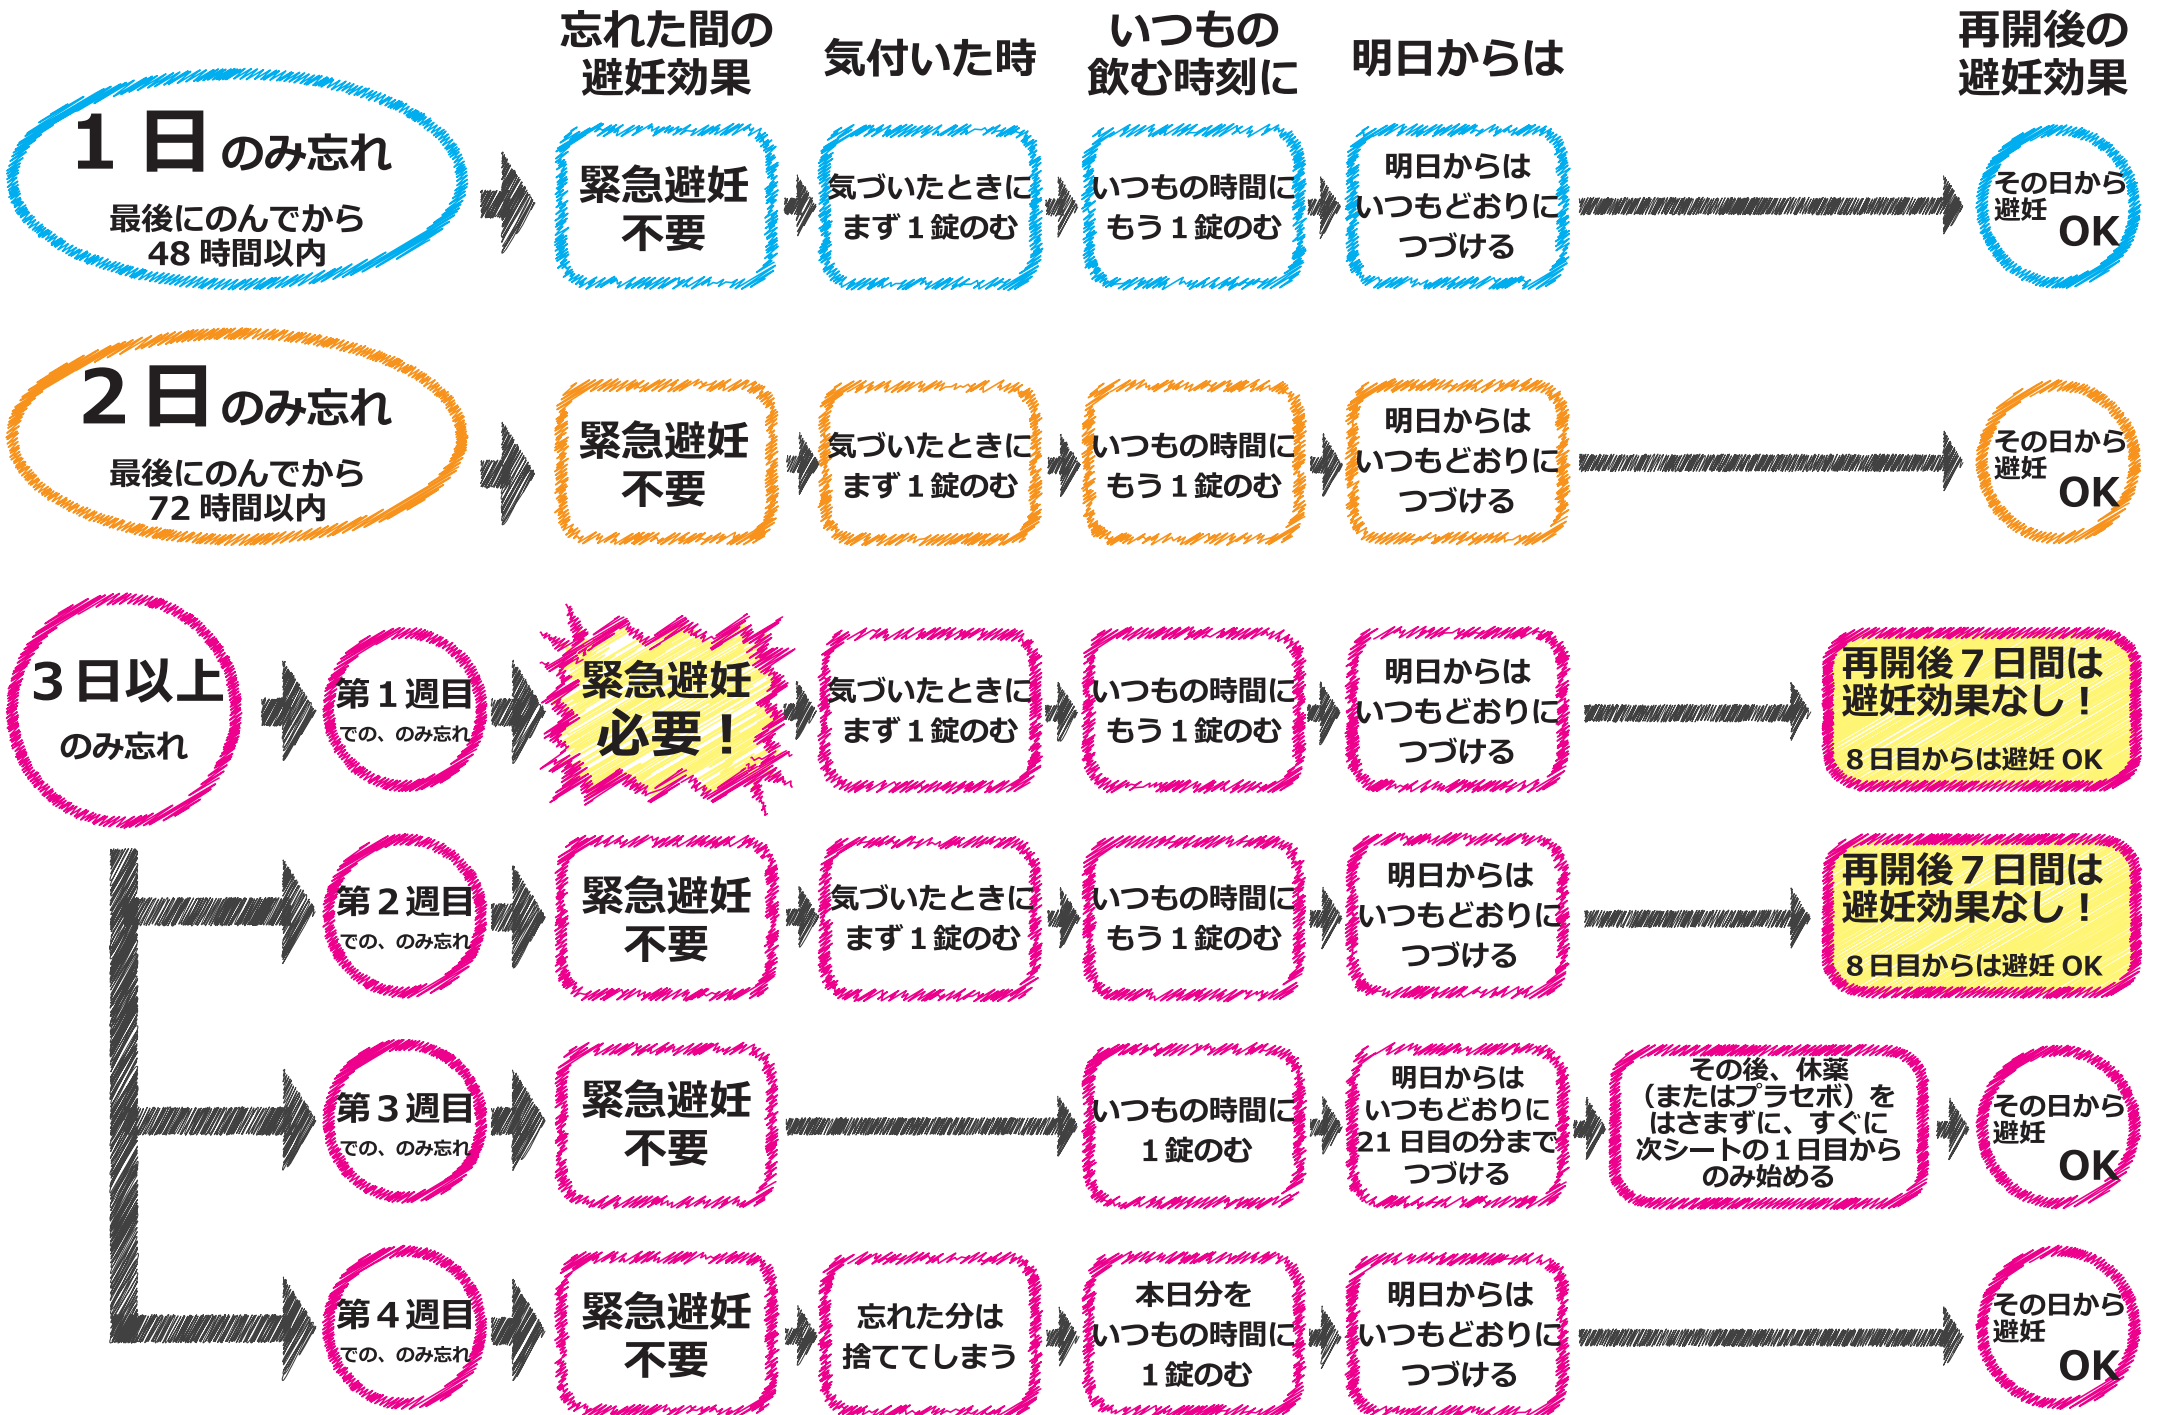 忘れた間の
避妊効果
気付いた時
いつもの
飲む時刻に
明日からは
再開後の
避妊効果
1日のみ忘れ
最後にのんでから
48時間以内
緊急避妊
不要
気づいたときに
まず1錠のむ
いつもの時間に
もう1錠のむ
明日からは
いつもどおりに
つづける
その日から
避妊
OK
2日のみ忘れ
最後にのんでから
72時間以内
緊急避妊
不要
気づいたときに
まず1錠のむ
いつもの時間に
もう1錠のむ
明日からは
いつもどおりに
つづける
その日から
避妊
OK
3日以上
のみ忘れ
第1週目
での、のみ忘れ
緊急避妊
必要！
気づいたときに
まず1錠のむ
いつもの時間に
もう1錠のむ
明日からは
いつもどおりに
つづける
再開後7日間は
避妊効果なし！
8日目からは避妊OK
第2週目
での、のみ忘れ
緊急避妊
不要
気づいたときに
まず1錠のむ
いつもの時間に
もう1錠のむ
明日からは
いつもどおりに
つづける
再開後7日間は
避妊効果なし！
8日目からは避妊OK
第3週目
での、のみ忘れ
緊急避妊
不要
いつもの時間に
1錠のむ
明日からは
いつもどおりに
21日目の分まで
つづける
その後、休薬
（またはプラセボ）を
はさまずに、すぐに
次シートの1日目から
のみ始める
その日から
避妊
OK
第4週目
での、のみ忘れ
緊急避妊
不要
忘れた分は
捨ててしまう
本日分を
いつもの時間に
1錠のむ
明日からは
いつもどおりに
つづける
その日から
避妊
OK